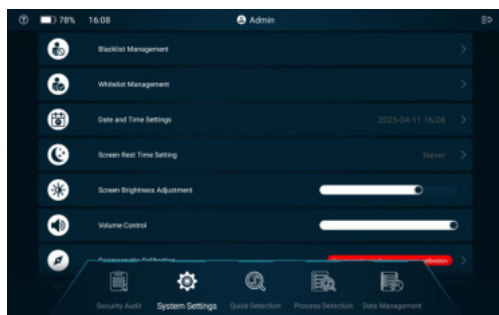 78% 16:08 Admin
Blacklist Management
Whitelist Management
Date and Time Settings 2025-04-11 16:08
Screen Rest Time Setting Never
Screen Brightness Adjustment
Volume Control
Security Audit System Settings Quick Detection Process Detection Data Management